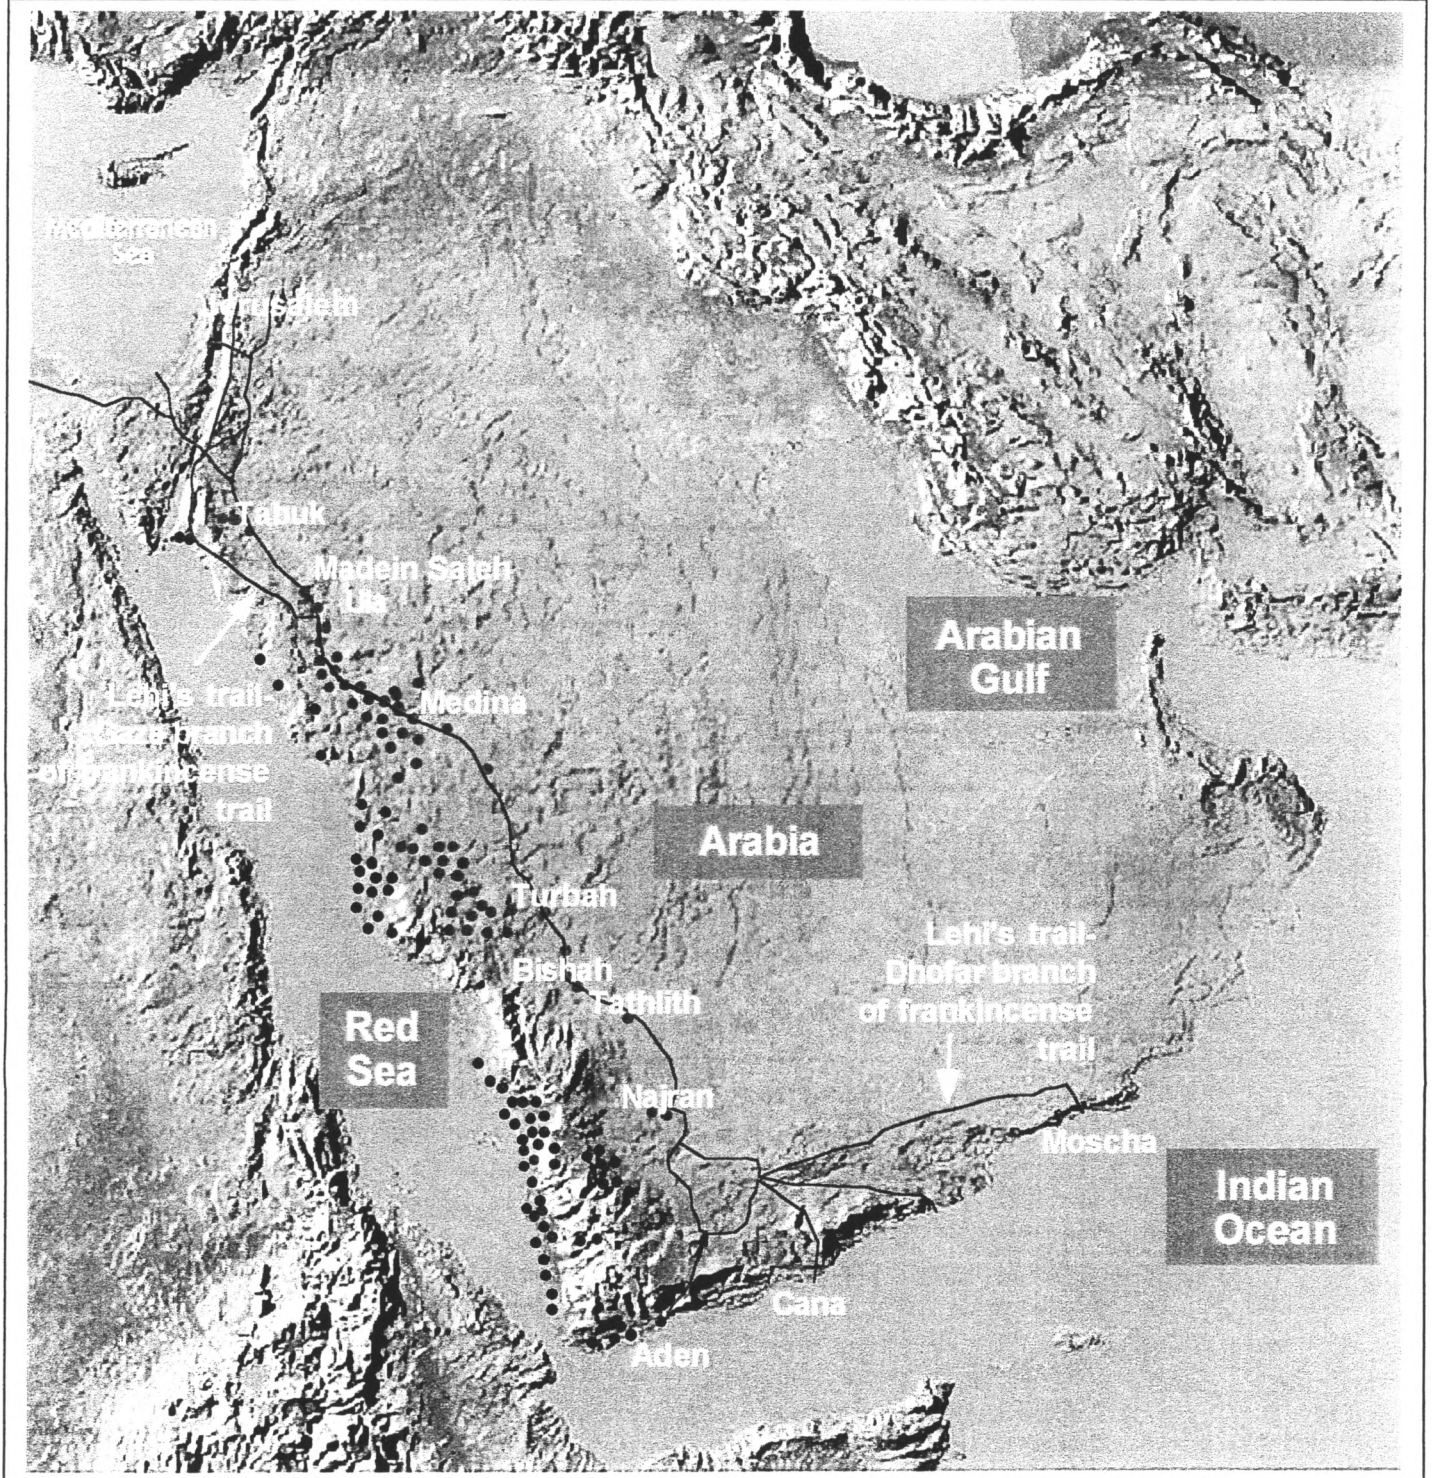 Mediterranean
Sea
Jerusalem
Tabuk
Madein Saleh
Ula
Arabian
Gulf
Lehi's trail-
Gaza branch
of frankincense
trail
Medina
Arabia
Turbah
Lehi's trail-
Dhofar branch
of frankincense
trail
Bishah
Tathlith
Red
Sea
Najran
Moscha
Indian
Ocean
Cana
Aden